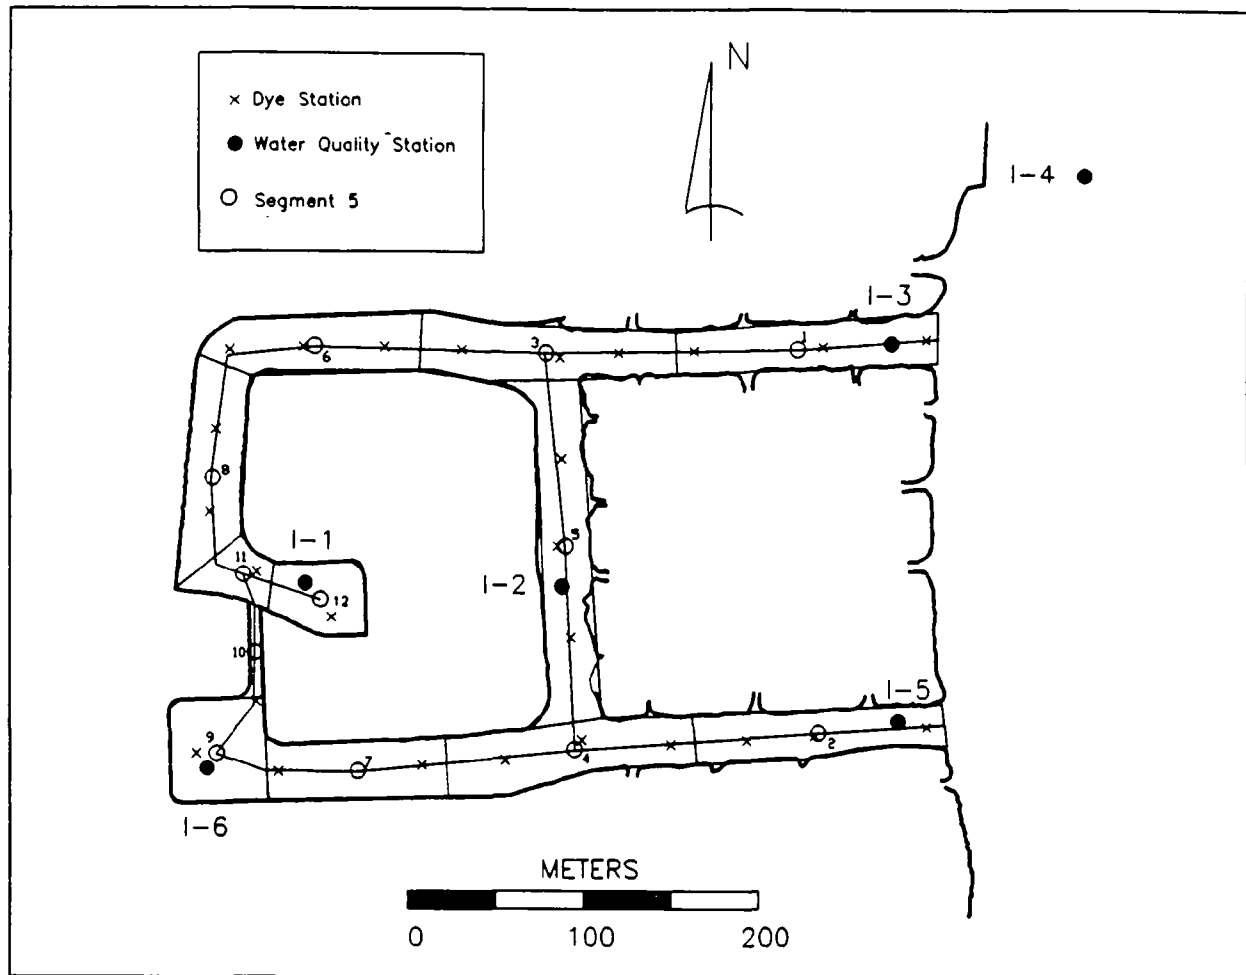 N
× Dye Station
● Water Quality Station
○ Segment 5
I-4
I-3
1
3
6
8
I-1
11
12
5
I-2
10
I-5
2
9
4
7
I-6
METERS
0 100 200